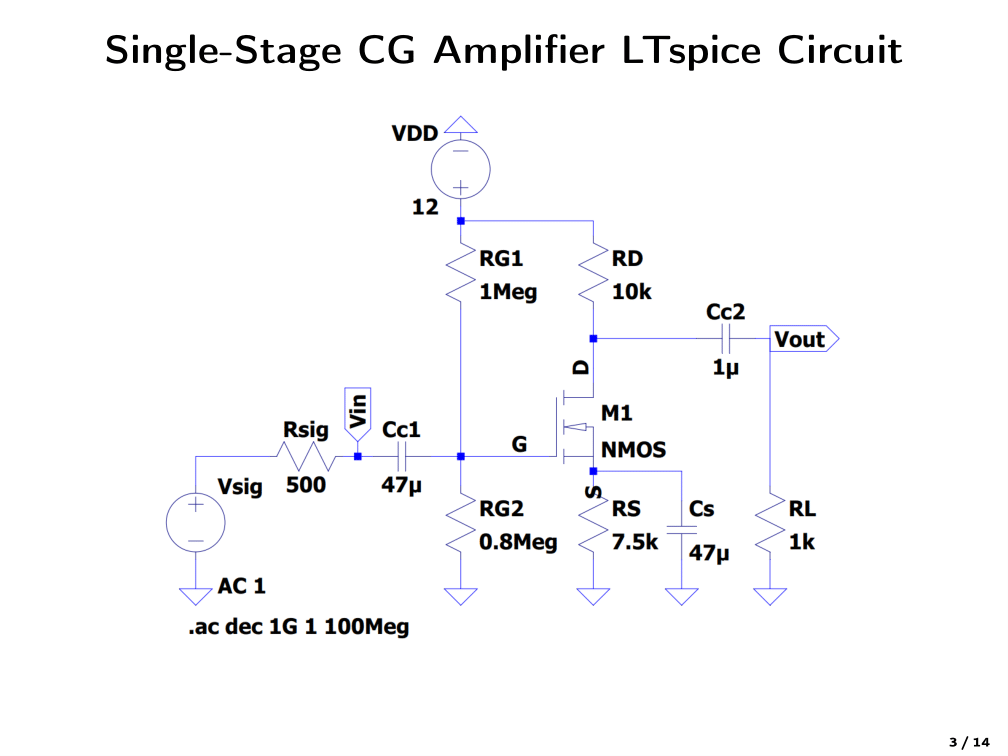 Single-Stage CG Amplifier LTspice Circuit
VDD
12
RG1
1Meg
RD
10k
Cc2
1µ
Vout
D
M1
NMOS
G
S
Vin
Rsig
500
Cc1
47µ
Vsig
AC 1
RG2
0.8Meg
RS
7.5k
Cs
47µ
RL
1k
.ac dec 1G 1 100Meg
3 / 14